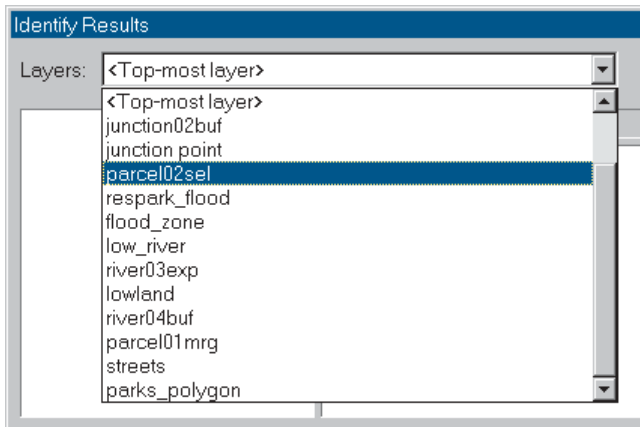 Identify Results
Layers: <Top-most layer>
<Top-most layer>
junction02buf
junction point
parcel02sel
respark_flood
flood_zone
low_river
river03exp
lowland
river04buf
parcel01mrg
streets
parks_polygon